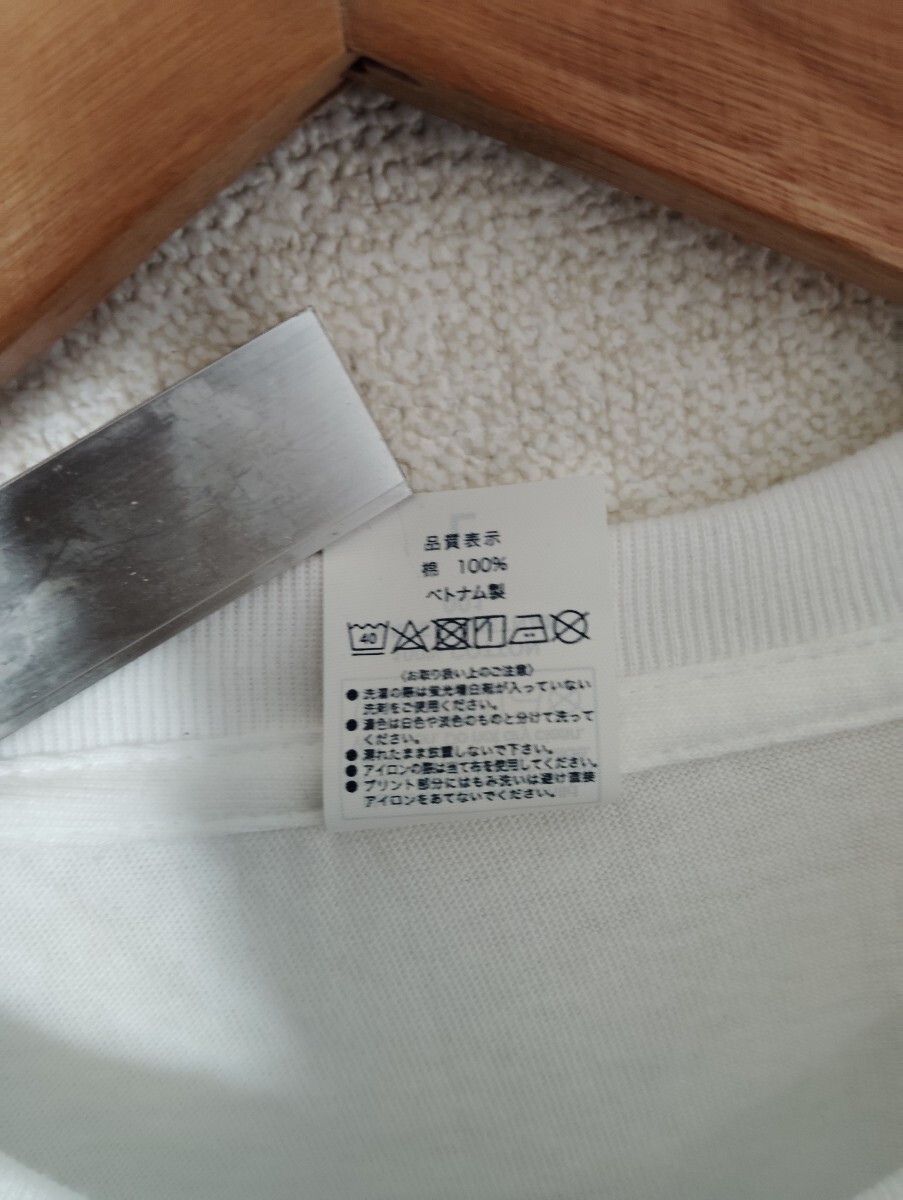 品質表示
棉 100%
ベトナム製
40
〈お取り扱い上のご注意〉
●洗濯の際は蛍光増白剤が入っていない
洗剤をご使用ください。
●濃色は白色や淡色のものと分けて洗って
ください。
●濡れたまま放置しないで下さい。
●アイロンの際は当て布を使用してください。
●プリント部分にはもみ洗いは避け直接
アイロンをあてないでください。